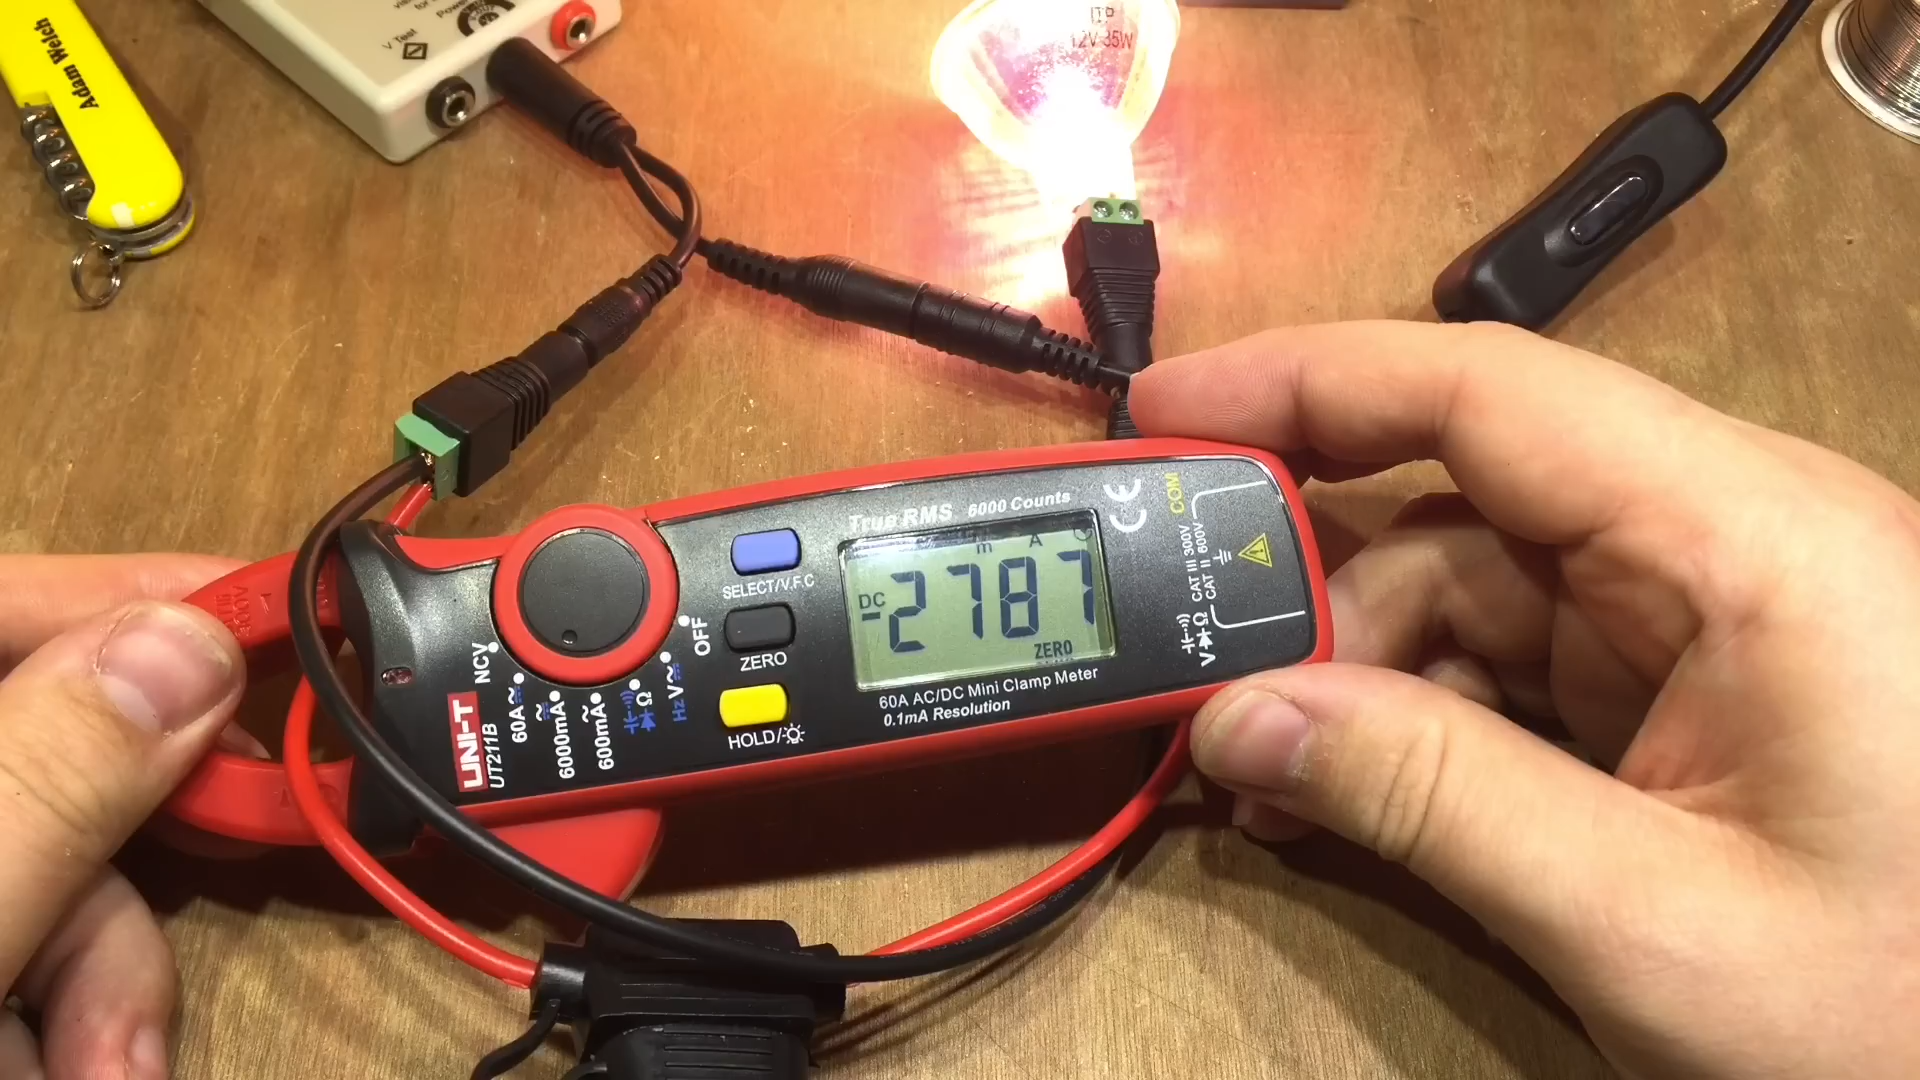 Adam Welch
V Test
12V 35W
True RMS 6000 Counts
CE
COM
SELECT/V.F.C
m A
DC
-2787
ZERO
OFF
ZERO
CAT III 300V
CAT II 600V
NCV
60A
6000mA
600mA
Ω
Hz V
V Ω
HOLD/
60A AC/DC Mini Clamp Meter
0.1mA Resolution
UNI-T
UT211B